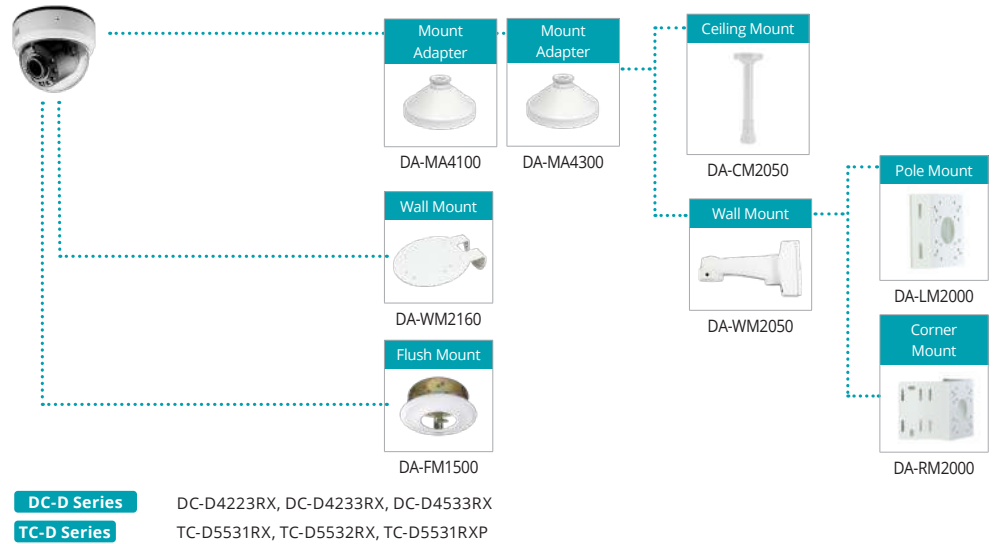 Mount
Adapter
DA-MA4100
Mount
Adapter
DA-MA4300
Ceiling Mount
DA-CM2050
Wall Mount
DA-WM2160
Wall Mount
DA-WM2050
Pole Mount
DA-LM2000
Flush Mount
DA-FM1500
Corner
Mount
DA-RM2000
DC-D Series DC-D4223RX, DC-D4233RX, DC-D4533RX
TC-D Series TC-D5531RX, TC-D5532RX, TC-D5531RXP